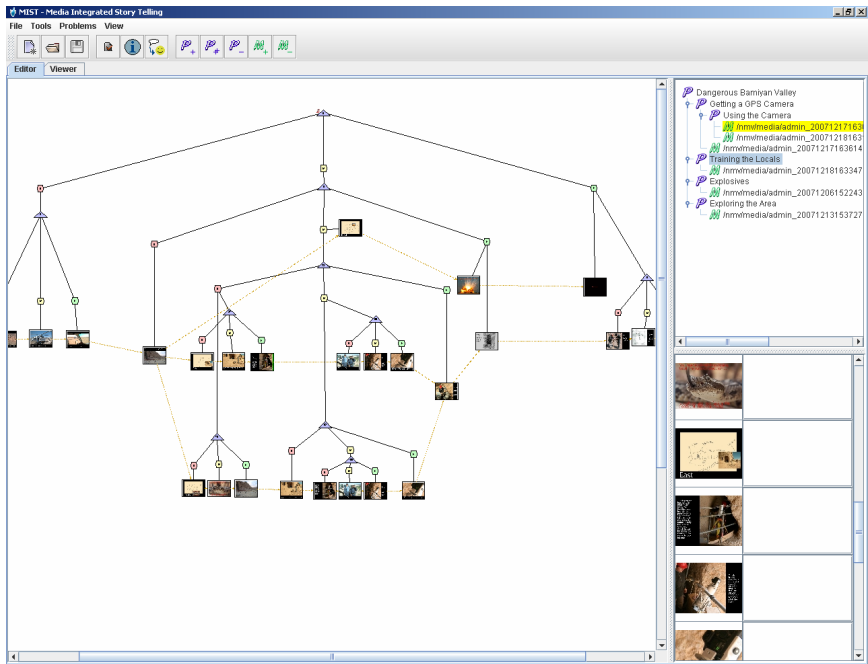 MIST - Media Integrated Story Telling
File Tools Problems View
Editor Viewer
Dangerous Bamiyan Valley
Getting a GPS Camera
Using the Camera
/nmv/media/admin_20071217163
/nmv/media/admin_20071218163
/nmv/media/admin_20071217163614
Training the Locals
/nmv/media/admin_20071218163347
Explosives
/nmv/media/admin_20071206152243
Exploring the Area
/nmv/media/admin_20071213153727
East